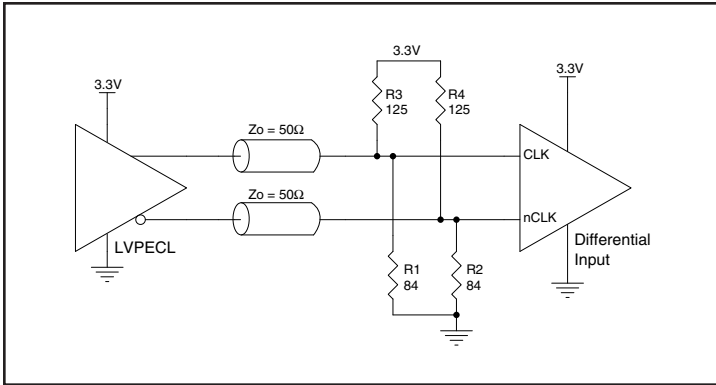 3.3V
3.3V
3.3V
R3
125
R4
125
Zo = 50Ω
Zo = 50Ω
CLK
nCLK
LVPECL
R1
84
R2
84
Differential
Input